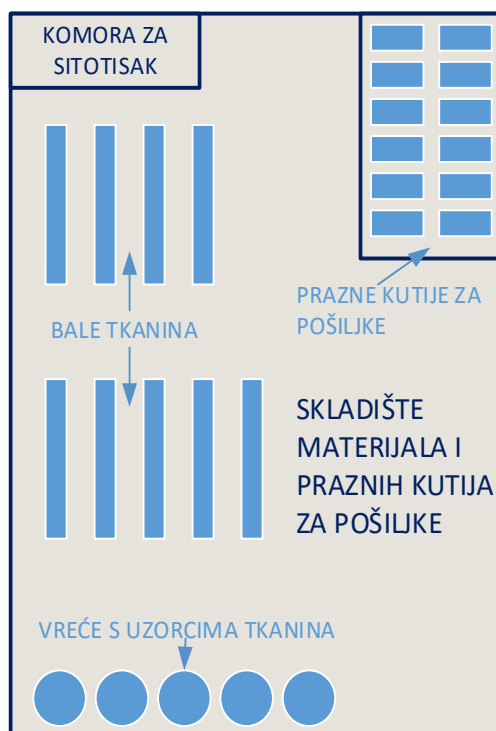 KOMORA ZA
SITOTISAK
PRAZNE KUTIJE ZA
POŠILJKE
BALE TKANINA
SKLADIŠTE
MATERIJALA I
PRAZNIH KUTIJA
ZA POŠILJKE
VREĆE S UZORCIMA TKANINA